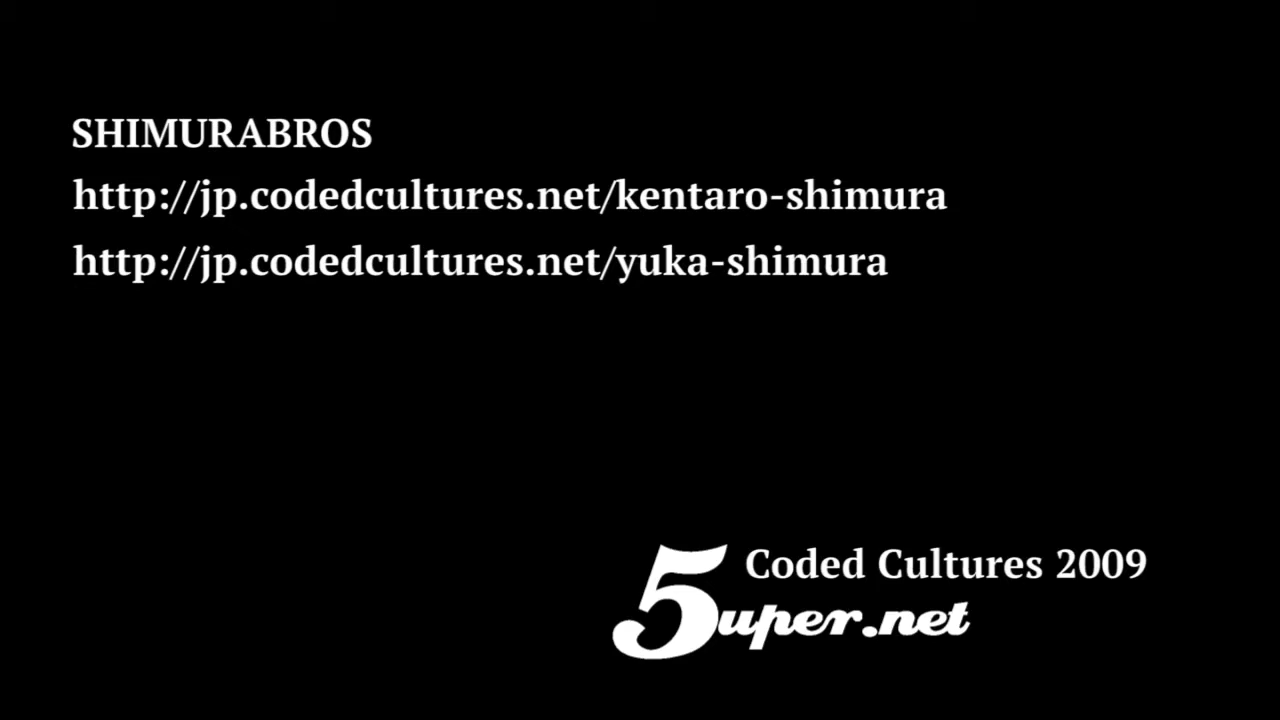 SHIMURABROS
http://jp.codedcultures.net/kentaro-shimura
http://jp.codedcultures.net/yuka-shimura
Coded Cultures 2009
5uper.net